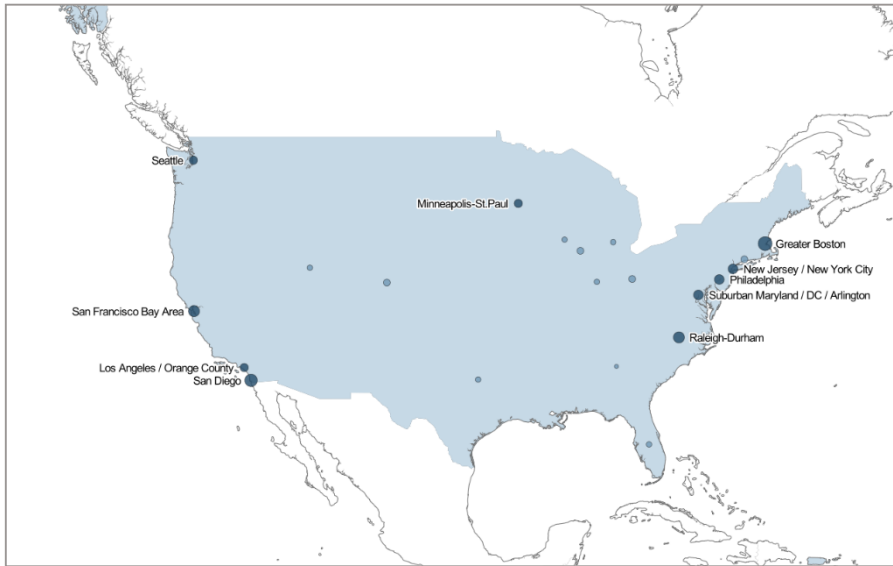 Seattle
Minneapolis-St.Paul
Greater Boston
New Jersey / New York City
Philadelphia
Suburban Maryland / DC / Arlington
San Francisco Bay Area
Raleigh-Durham
Los Angeles / Orange County
San Diego